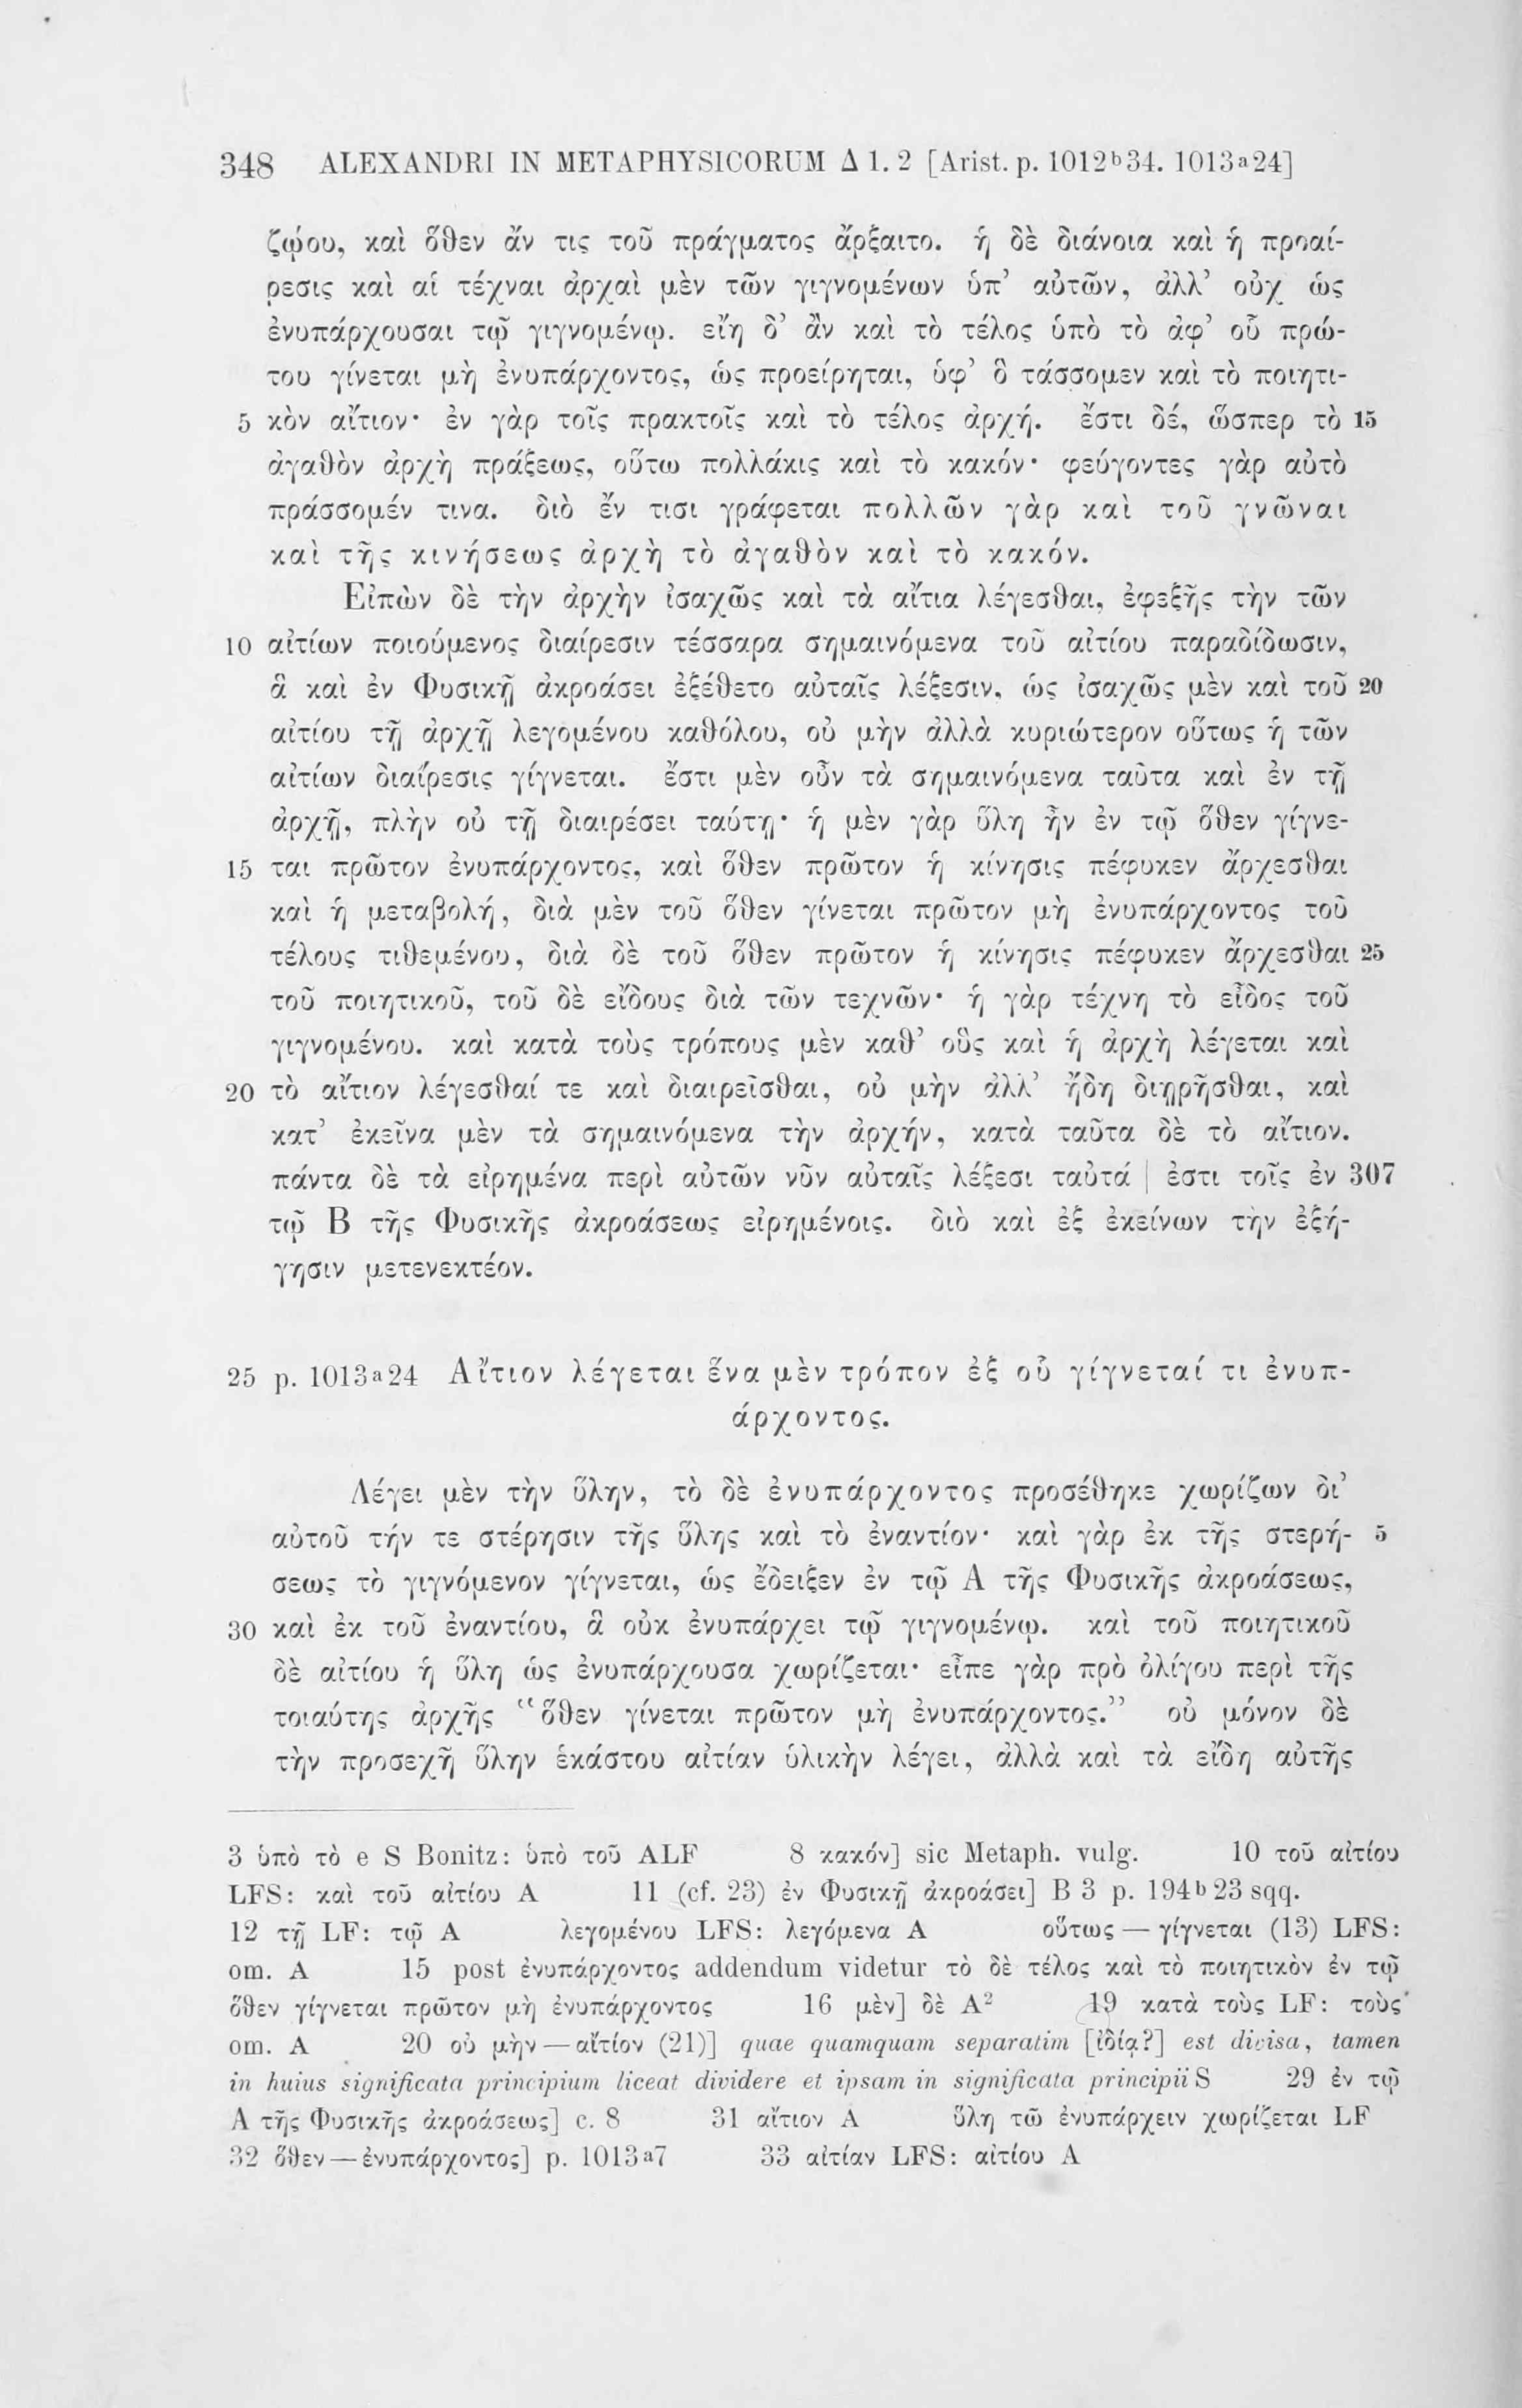 348 ALEXANDRI IN METAPHYSICORUM Δ 1. 2 [Arist. p. 1012ᵇ34. 1013ᵃ24]
ζῴου, καὶ ὅθεν ἄν τις τοῦ πράγματος ἄρξαιτο. ἡ δὲ διάνοια καὶ ἡ προαί-
ρεσις καὶ αἱ τέχναι ἀρχαὶ μὲν τῶν γιγνομένων ὑπ’ αὐτῶν, ἀλλ’ οὐχ ὡς
ἐνυπάρχουσαι τῷ γιγνομένῳ. εἴη δ’ ἂν καὶ τὸ τέλος ὑπὸ τὸ ἀφ’ οὗ πρώ-
του γίνεται μὴ ἐνυπάρχοντος, ὡς προείρηται, ὑφ’ ὃ τάσσομεν καὶ τὸ ποιητι-
5 κὸν αἴτιον· ἐν γὰρ τοῖς πρακτοῖς καὶ τὸ τέλος ἀρχή. ἔστι δέ, ὥσπερ τὸ 15
ἀγαθὸν ἀρχὴ πράξεως, οὕτω πολλάκις καὶ τὸ κακόν· φεύγοντες γὰρ αὐτὸ
πράσσομέν τινα. διὸ ἔν τισι γράφεται πολλῶν γὰρ καὶ τοῦ γνῶναι
καὶ τῆς κινήσεως ἀρχὴ τὸ ἀγαθὸν καὶ τὸ κακόν.
Εἰπὼν δὲ τὴν ἀρχὴν ἰσαχῶς καὶ τὰ αἴτια λέγεσθαι, ἐφεξῆς τὴν τῶν
10 αἰτίων ποιούμενος διαίρεσιν τέσσαρα σημαινόμενα τοῦ αἰτίου παραδίδωσιν,
ἃ καὶ ἐν Φυσικῇ ἀκροάσει ἐξέθετο αὐταῖς λέξεσιν, ὡς ἰσαχῶς μὲν καὶ τοῦ 20
αἰτίου τῇ ἀρχῇ λεγομένου καθόλου, οὐ μὴν ἀλλὰ κυριώτερον οὕτως ἡ τῶν
αἰτίων διαίρεσις γίγνεται. ἔστι μὲν οὖν τὰ σημαινόμενα ταῦτα καὶ ἐν τῇ
ἀρχῇ, πλὴν οὐ τῇ διαιρέσει ταύτῃ· ἡ μὲν γὰρ ὕλη ἦν ἐν τῷ ὅθεν γίγνε-
15 ται πρῶτον ἐνυπάρχοντος, καὶ ὅθεν πρῶτον ἡ κίνησις πέφυκεν ἄρχεσθαι
καὶ ἡ μεταβολή, διὰ μὲν τοῦ ὅθεν γίνεται πρῶτον μὴ ἐνυπάρχοντος τοῦ
τέλους τιθεμένου, διὰ δὲ τοῦ ὅθεν πρῶτον ἡ κίνησις πέφυκεν ἄρχεσθαι 25
τοῦ ποιητικοῦ, τοῦ δὲ εἴδους διὰ τῶν τεχνῶν· ἡ γὰρ τέχνη τὸ εἶδος τοῦ
γιγνομένου. καὶ κατὰ τοὺς τρόπους μὲν καθ’ οὓς καὶ ἡ ἀρχὴ λέγεται καὶ
20 τὸ αἴτιον λέγεσθαί τε καὶ διαιρεῖσθαι, οὐ μὴν ἀλλ’ ἤδη διῃρῆσθαι, καὶ
κατ’ ἐκεῖνα μὲν τὰ σημαινόμενα τὴν ἀρχήν, κατὰ ταῦτα δὲ τὸ αἴτιον.
πάντα δὲ τὰ εἰρημένα περὶ αὐτῶν νῦν αὐταῖς λέξεσι ταὐτά | ἐστι τοῖς ἐν 307
τῷ Β τῆς Φυσικῆς ἀκροάσεως εἰρημένοις. διὸ καὶ ἐξ ἐκείνων τὴν ἐξή-
γησιν μετενεκτέον.
25 p. 1013ᵃ24 Αἴτιον λέγεται ἕνα μὲν τρόπον ἐξ οὗ γίγνεταί τι ἐνυπ-
άρχοντος.
Λέγει μὲν τὴν ὕλην, τὸ δὲ ἐνυπάρχοντος προσέθηκε χωρίζων δι’
αὐτοῦ τήν τε στέρησιν τῆς ὕλης καὶ τὸ ἐναντίον· καὶ γὰρ ἐκ τῆς στερή- 5
σεως τὸ γιγνόμενον γίγνεται, ὡς ἔδειξεν ἐν τῷ Α τῆς Φυσικῆς ἀκροάσεως,
30 καὶ ἐκ τοῦ ἐναντίου, ἃ οὐκ ἐνυπάρχει τῷ γιγνομένῳ. καὶ τοῦ ποιητικοῦ
δὲ αἰτίου ἡ ὕλη ὡς ἐνυπάρχουσα χωρίζεται· εἶπε γὰρ πρὸ ὀλίγου περὶ τῆς
τοιαύτης ἀρχῆς “ὅθεν γίνεται πρῶτον μὴ ἐνυπάρχοντος.” οὐ μόνον δὲ
τὴν προσεχῆ ὕλην ἑκάστου αἰτίαν ὑλικὴν λέγει, ἀλλὰ καὶ τὰ εἴδη αὐτῆς
3 ὑπὸ τὸ e S Bonitz: ὑπὸ τοῦ ALF 8 κακόν] sic Metaph. vulg. 10 τοῦ αἰτίου
LFS: καὶ τοῦ αἰτίου A 11 (cf. 23) ἐν Φυσικῇ ἀκροάσει] B 3 p. 194ᵇ23 sqq.
12 τῇ LF: τῷ A λεγομένου LFS: λεγόμενα A οὕτως — γίγνεται (13) LFS:
om. A 15 post ἐνυπάρχοντος addendum videtur τὸ δὲ τέλος καὶ τὸ ποιητικὸν ἐν τῷ
ὅθεν γίγνεται πρῶτον μὴ ἐνυπάρχοντος 16 μὲν] δὲ A² 19 κατὰ τοὺς LF: τοὺς
om. A 20 οὐ μὴν — αἴτίον (21)] quae quamquam separatim [ἰδίᾳ?] est divisa, tamen
in huius significata principium liceat dividere et ipsam in significata principii S 29 ἐν τῷ
Α τῆς Φυσικῆς ἀκροάσεως] c. 8 31 αἴτιον A ὕλη τῶ ἐνυπάρχειν χωρίζεται LF
32 ὅθεν — ἐνυπάρχοντος] p. 1013ᵃ7 33 αἰτίαν LFS: αἰτίου A